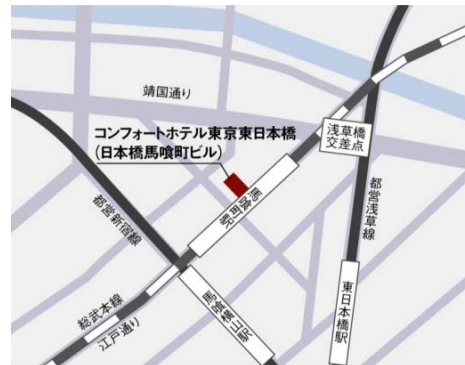 靖国通り
コンフォートホテル東京東日本橋
(日本橋馬喰町ビル)
浅草橋
交差点
馬喰町駅
都営新宿線
都営浅草線
総武本線
江戸通り
馬喰横山駅
東日本橋駅